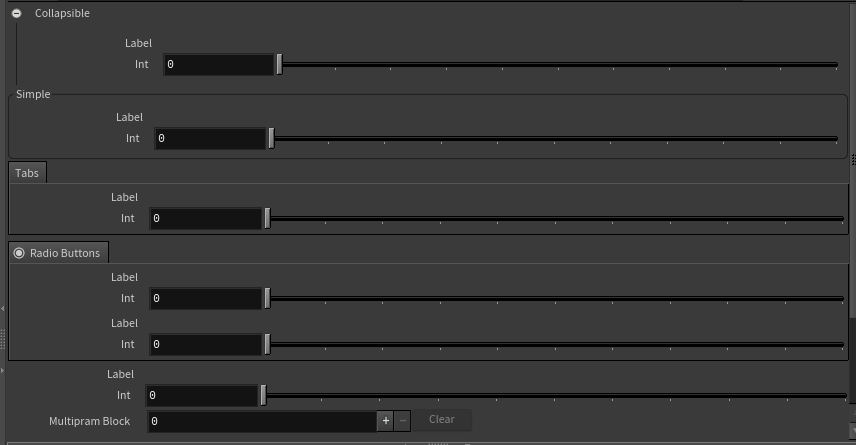 Collapsible
Label
Int 0
Simple
Label
Int 0
Tabs
Label
Int 0
Radio Buttons
Label
Int 0
Label
Int 0
Label
Int 0
Multipram Block 0 + − Clear